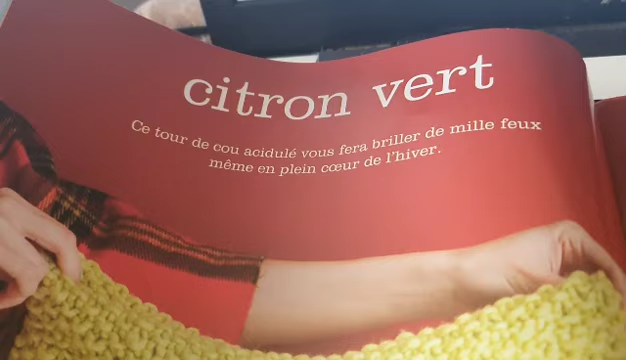 citron vert
Ce tour de cou acidulé vous fera briller de mille feux
même en plein cœur de l'hiver.